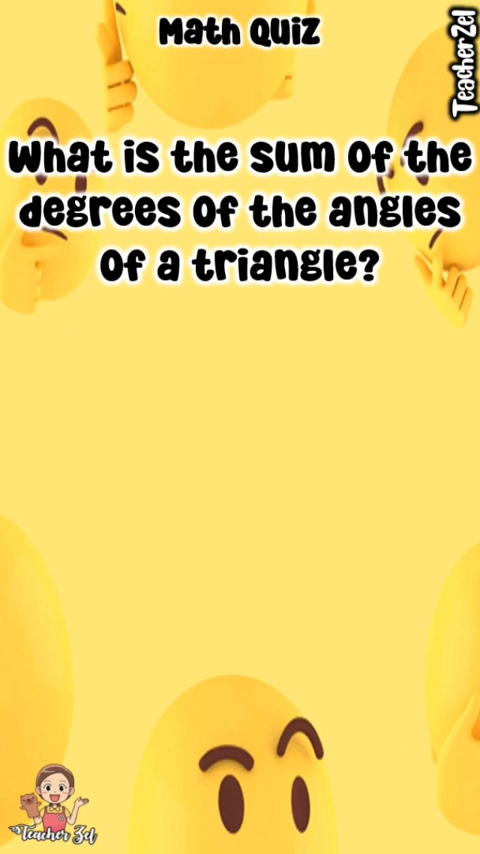 Math Quiz
TeacherZel
What is the sum of the
degrees of the angles
of a triangle?
Teacher Zel